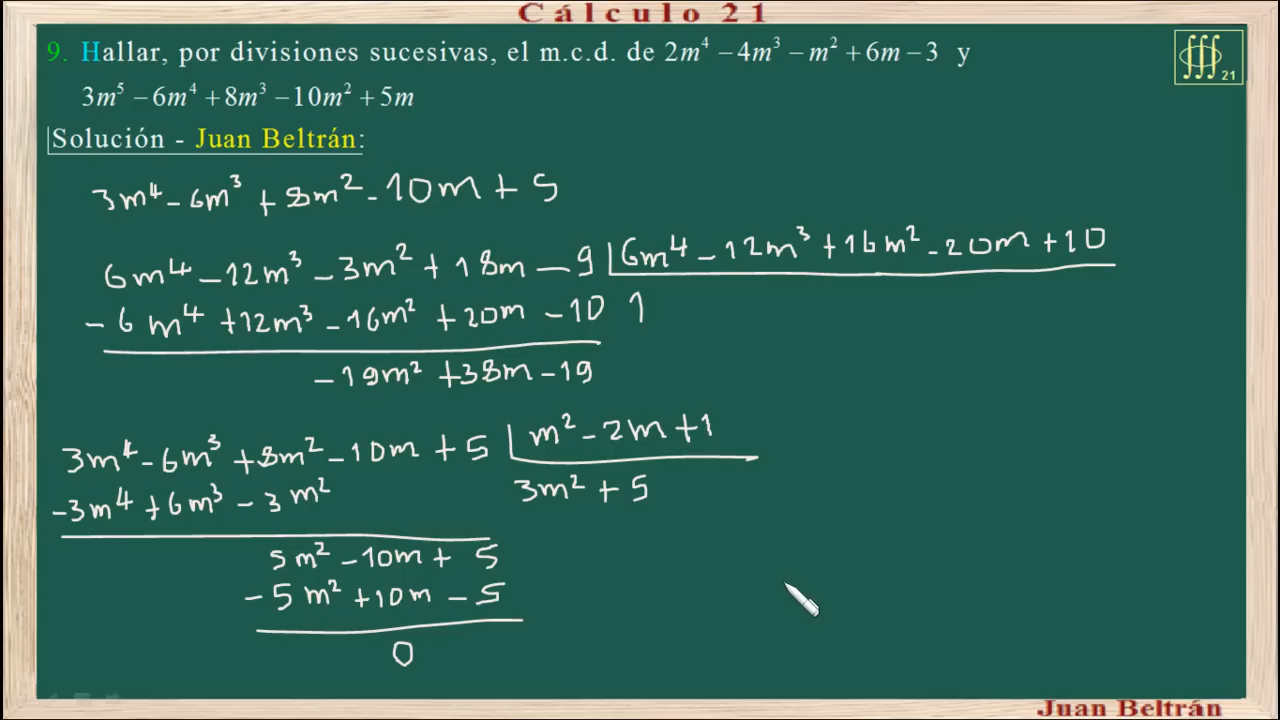 Cálculo 21
9. Hallar, por divisiones sucesivas, el m.c.d. de 2m⁴ − 4m³ − m² + 6m − 3 y
3m⁵ − 6m⁴ + 8m³ − 10m² + 5m
21
Solución - Juan Beltrán:
3m⁴ - 6m³ + 8m² - 10m + 5
6m⁴ - 12m³ - 3m² + 18m - 9 | 6m⁴ - 12m³ + 16m² - 20m + 10
- 6m⁴ + 12m³ - 16m² + 20m - 10 1
- 19m² + 38m - 19
3m⁴ - 6m³ + 8m² - 10m + 5 | m² - 2m + 1
-3m⁴ + 6m³ - 3m² 3m² + 5
5m² - 10m + 5
- 5m² + 10m - 5
0
Juan Beltrán